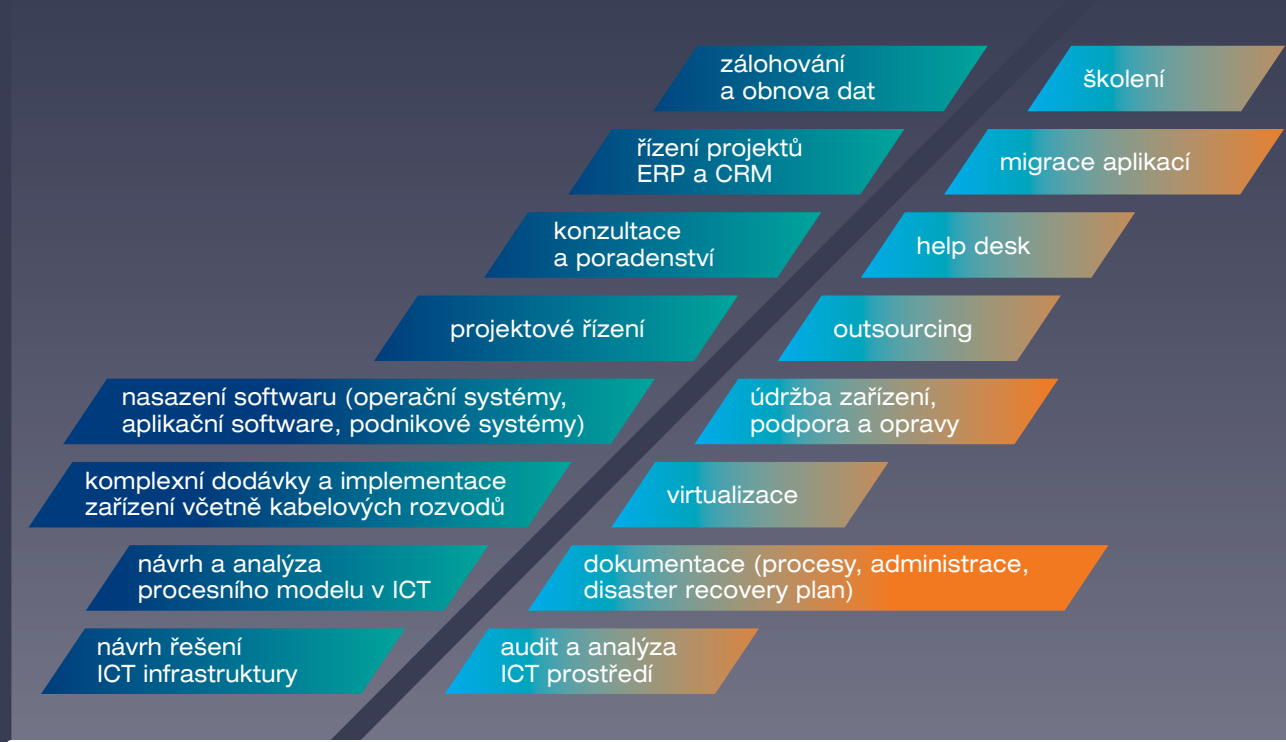 zálohování
a obnova dat
školení
řízení projektů
ERP a CRM
migrace aplikací
konzultace
a poradenství
help desk
projektové řízení
outsourcing
nasazení softwaru (operační systémy,
aplikační software, podnikové systémy)
údržba zařízení,
podpora a opravy
komplexní dodávky a implementace
zařízení včetně kabelových rozvodů
virtualizace
návrh a analýza
procesního modelu v ICT
dokumentace (procesy, administrace,
disaster recovery plan)
návrh řešení
ICT infrastruktury
audit a analýza
ICT prostředí